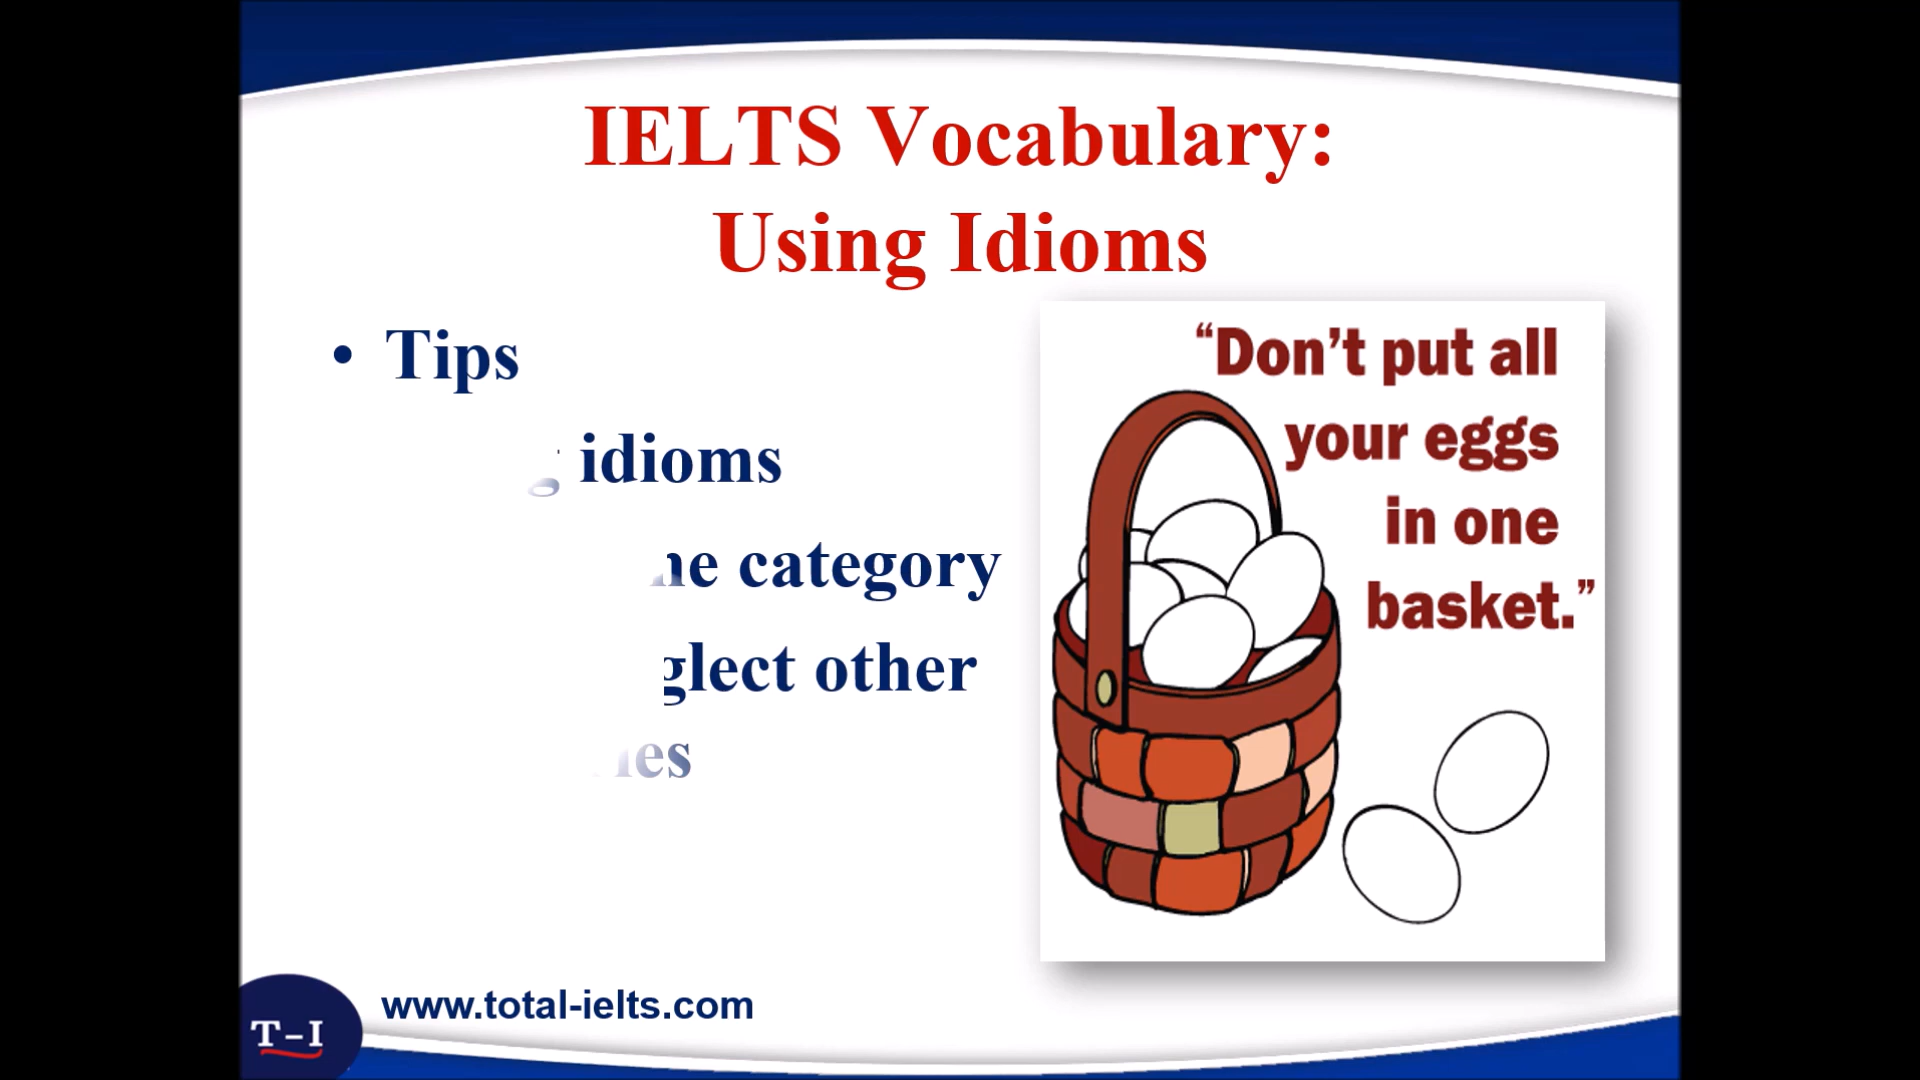 IELTS Vocabulary:
Using Idioms
• Tips
idioms
category
other
“Don’t put all
your eggs
in one
basket.”
www.total-ielts.com
T-I